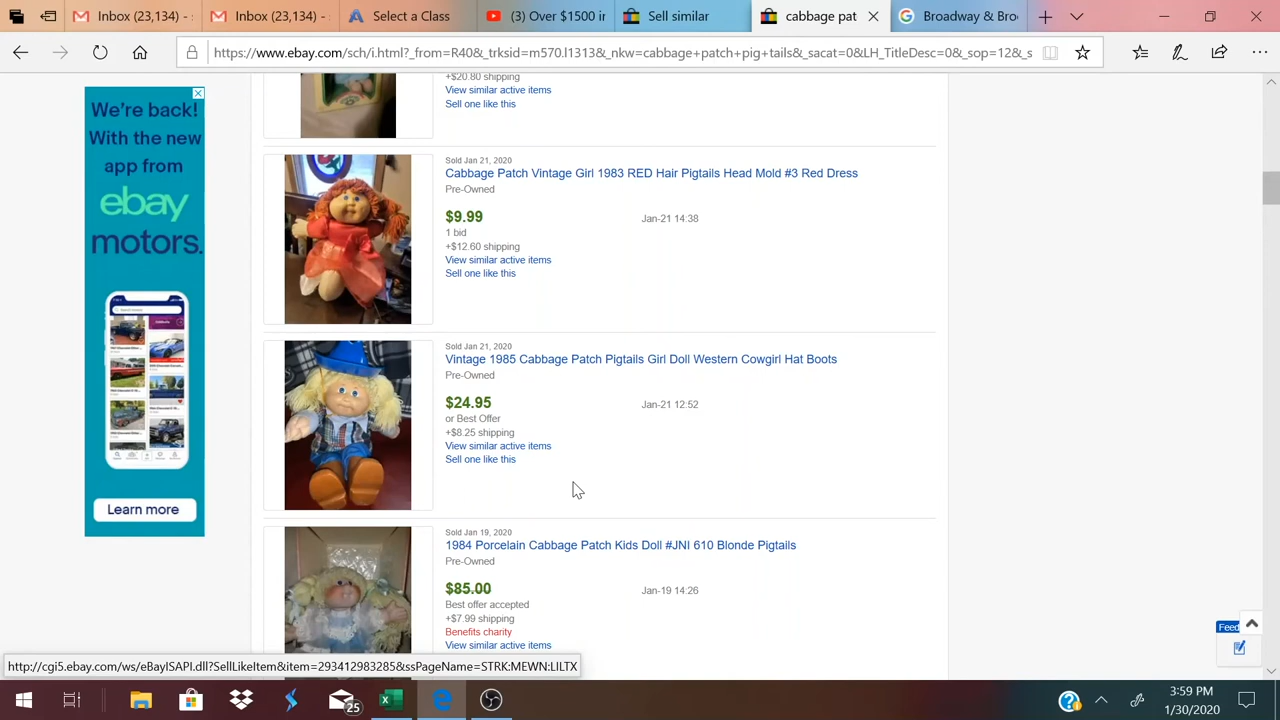 Inbox (23,134) -
Inbox (23,134) -
Select a Class
(3) Over $1500 in
Sell similar
cabbage pat
Broadway & Bro
https://www.ebay.com/sch/i.html?_from=R40&_trksid=m570.l1313&_nkw=cabbage+patch+pig+tails&_sacat=0&LH_TitleDesc=0&_sop=12&_s
We're back!
With the new
app from
ebay
motors.
Learn more
+$20.80 shipping
View similar active items
Sell one like this
Sold Jan 21, 2020
Cabbage Patch Vintage Girl 1983 RED Hair Pigtails Head Mold #3 Red Dress
Pre-Owned
$9.99
Jan-21 14:38
1 bid
+$12.60 shipping
View similar active items
Sell one like this
Sold Jan 21, 2020
Vintage 1985 Cabbage Patch Pigtails Girl Doll Western Cowgirl Hat Boots
Pre-Owned
$24.95
Jan-21 12:52
or Best Offer
+$8.25 shipping
View similar active items
Sell one like this
Sold Jan 19, 2020
1984 Porcelain Cabbage Patch Kids Doll #JNI 610 Blonde Pigtails
Pre-Owned
$85.00
Jan-19 14:26
Best offer accepted
+$7.99 shipping
Benefits charity
View similar active items
Feed
http://cgi5.ebay.com/ws/eBayISAPI.dll?SellLikeItem&item=293412983285&ssPageName=STRK:MEWN:LILTX
25
3:59 PM
1/30/2020